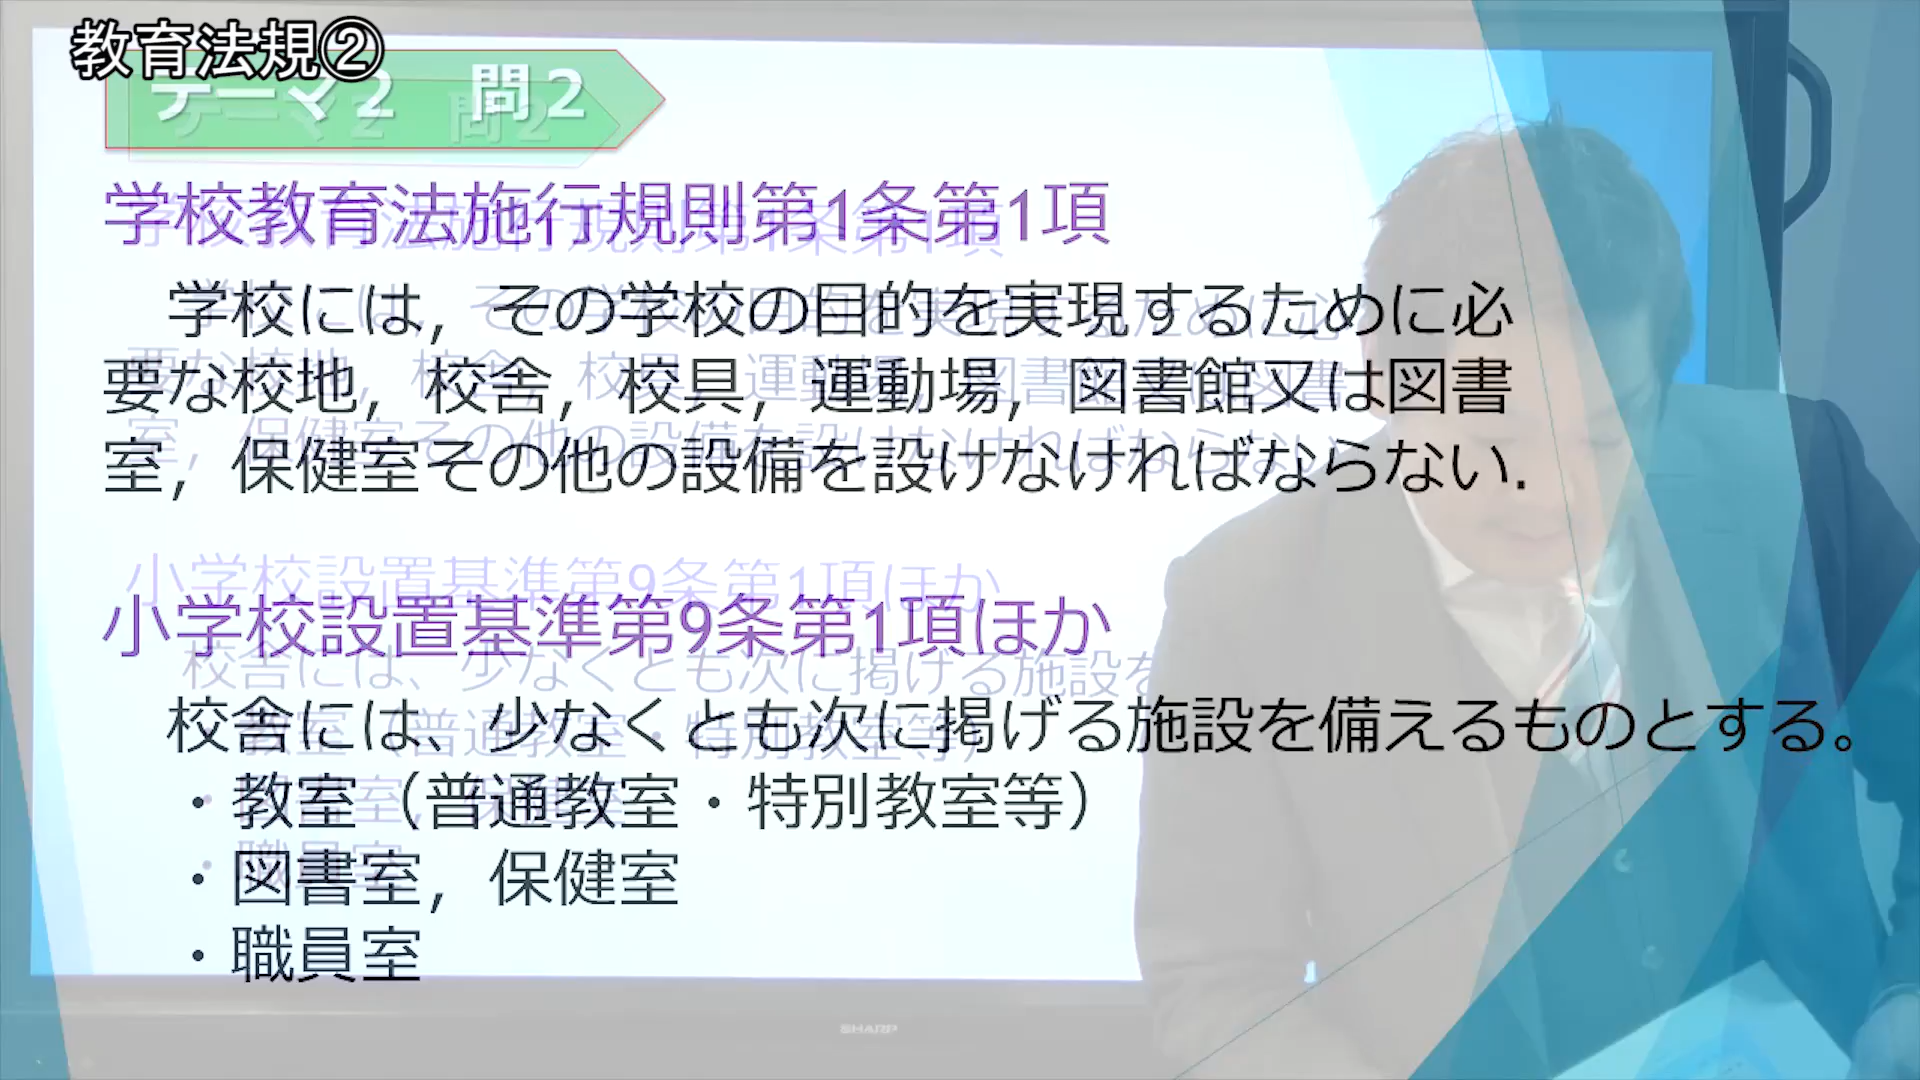 教育法規②
テーマ2　問2
学校教育法施行規則第1条第1項
学校には，その学校の目的を実現するために必
要な校地，校舎，校具，運動場，図書館又は図書
室，保健室その他の設備を設けなければならない.
小学校設置基準第9条第1項ほか
校舎には、少なくとも次に掲げる施設を備えるものとする。
・教室（普通教室・特別教室等）
・図書室，保健室
・職員室
SHARP